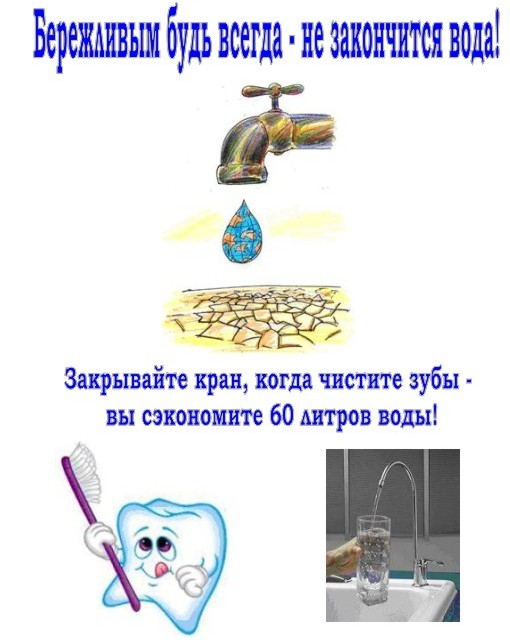 Бережливым будь всегда - не закончится вода!
Закрывайте кран, когда чистите зубы -
вы сэкономите 60 литров воды!